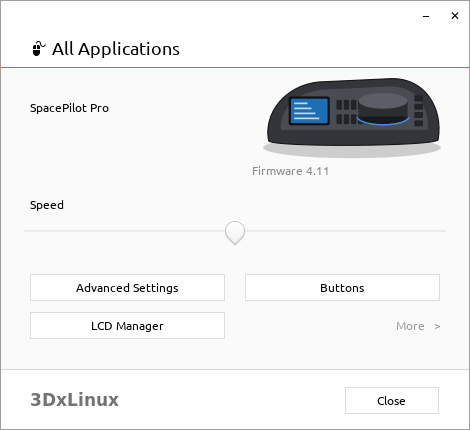 All Applications
SpacePilot Pro
Firmware 4.11
Speed
Advanced Settings
Buttons
LCD Manager
More >
3DxLinux
Close